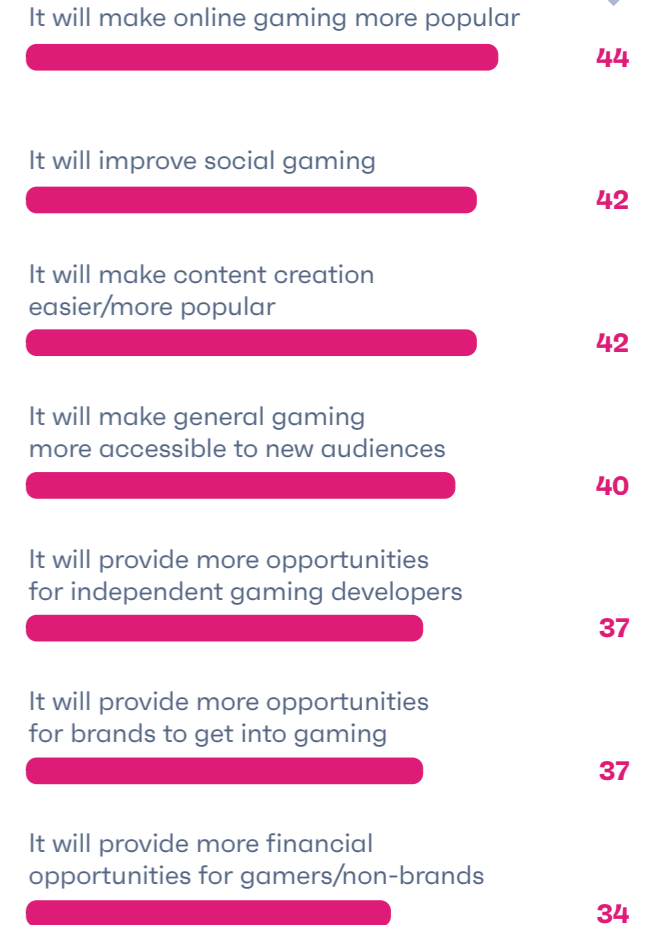 It will make online gaming more popular
44
It will improve social gaming
42
It will make content creation
easier/more popular
42
It will make general gaming
more accessible to new audiences
40
It will provide more opportunities
for independent gaming developers
37
It will provide more opportunities
for brands to get into gaming
37
It will provide more financial
opportunities for gamers/non-brands
34